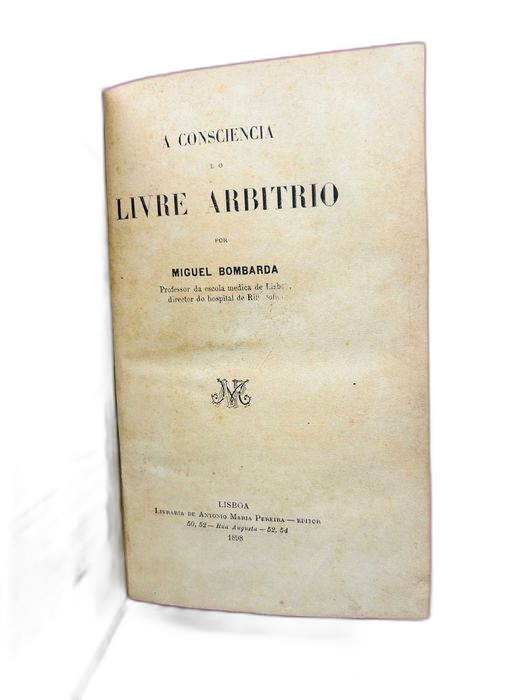 A CONSCIENCIA
E O
LIVRE ARBITRIO
POR
MIGUEL BOMBARDA
Professor da escola medica de
director do hospital de
LISBOA
LIVRARIA DE ANTONIO MARIA PEREIRA — EDITOR
50, 52 — Rua Augusta — 52, 54
1898